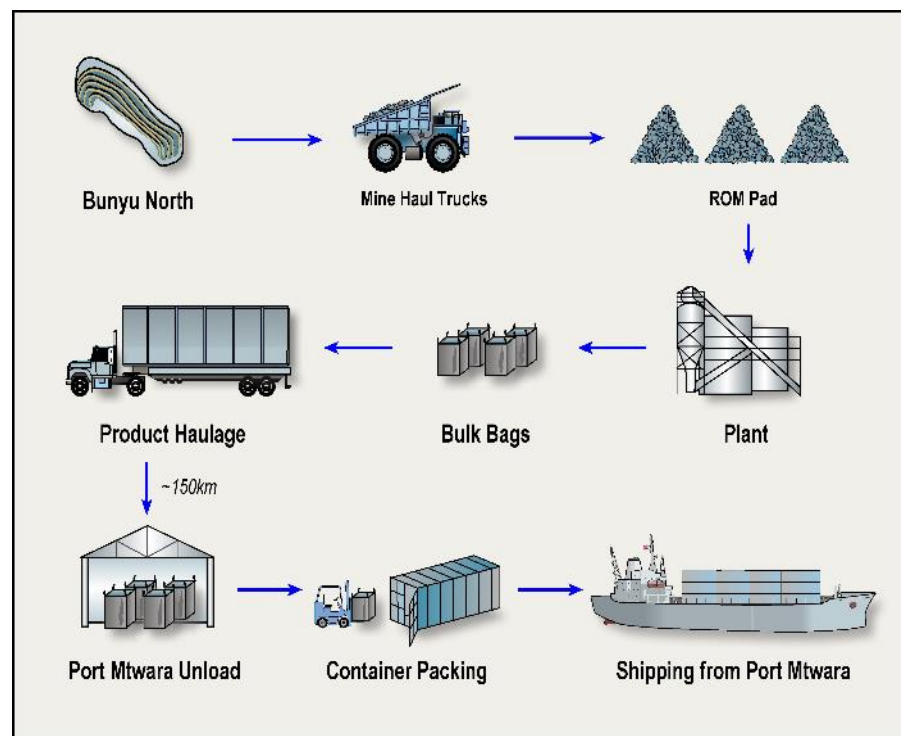 Bunyu North
Mine Haul Trucks
ROM Pad
Product Haulage
Bulk Bags
Plant
~150km
Port Mtwara Unload
Container Packing
Shipping from Port Mtwara